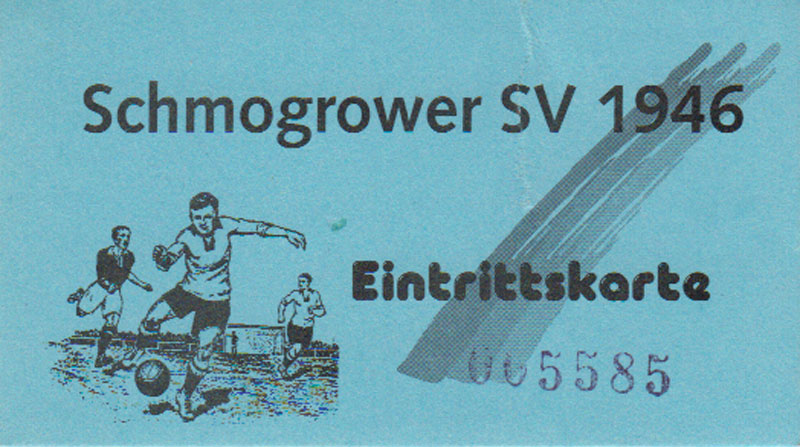 Schmogrower SV 1946
Eintrittskarte
005585